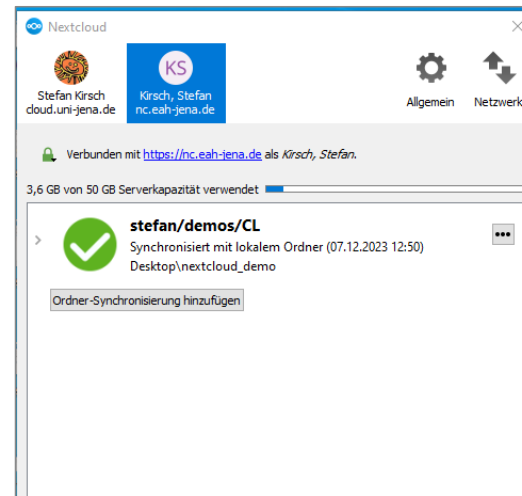 Nextcloud
Stefan Kirsch
cloud.uni-jena.de
KS
Kirsch, Stefan
nc.eah-jena.de
Allgemein
Netzwerk
Verbunden mit https://nc.eah-jena.de als Kirsch, Stefan.
3,6 GB von 50 GB Serverkapazität verwendet
stefan/demos/CL
Synchronisiert mit lokalem Ordner (07.12.2023 12:50)
Desktop\nextcloud_demo
Ordner-Synchronisierung hinzufügen